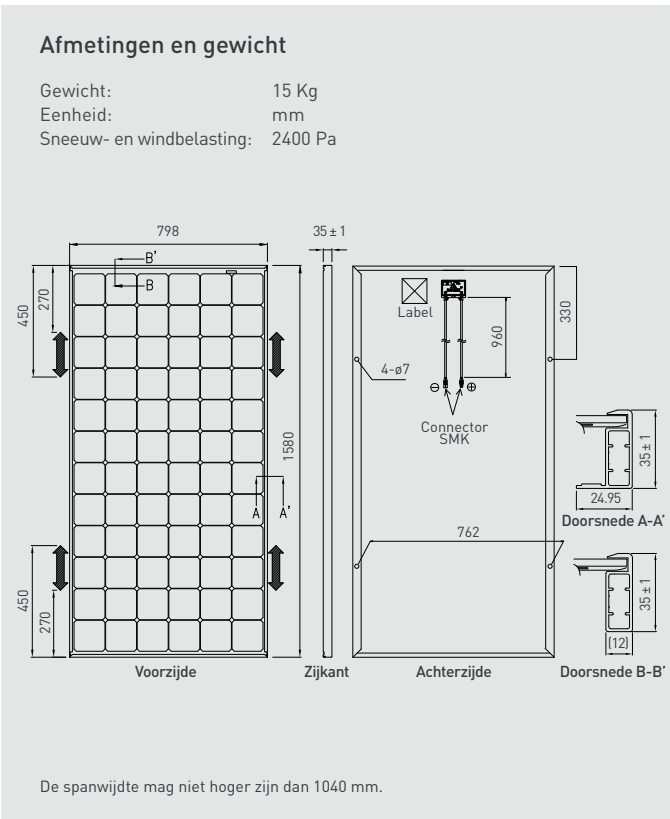 Afmetingen en gewicht
Gewicht: 15 Kg
Eenheid: mm
Sneeuw- en windbelasting: 2400 Pa
798
35 ± 1
B'
B
450
270
Label
960
330
4-ø7
⊖ ⊕
Connector
SMK
1580
A A'
35 ± 1
24.95
Doorsnede A-A'
762
450
270
35 ± 1
(12)
Voorzijde
Zijkant
Achterzijde
Doorsnede B-B'
De spanwijdte mag niet hoger zijn dan 1040 mm.